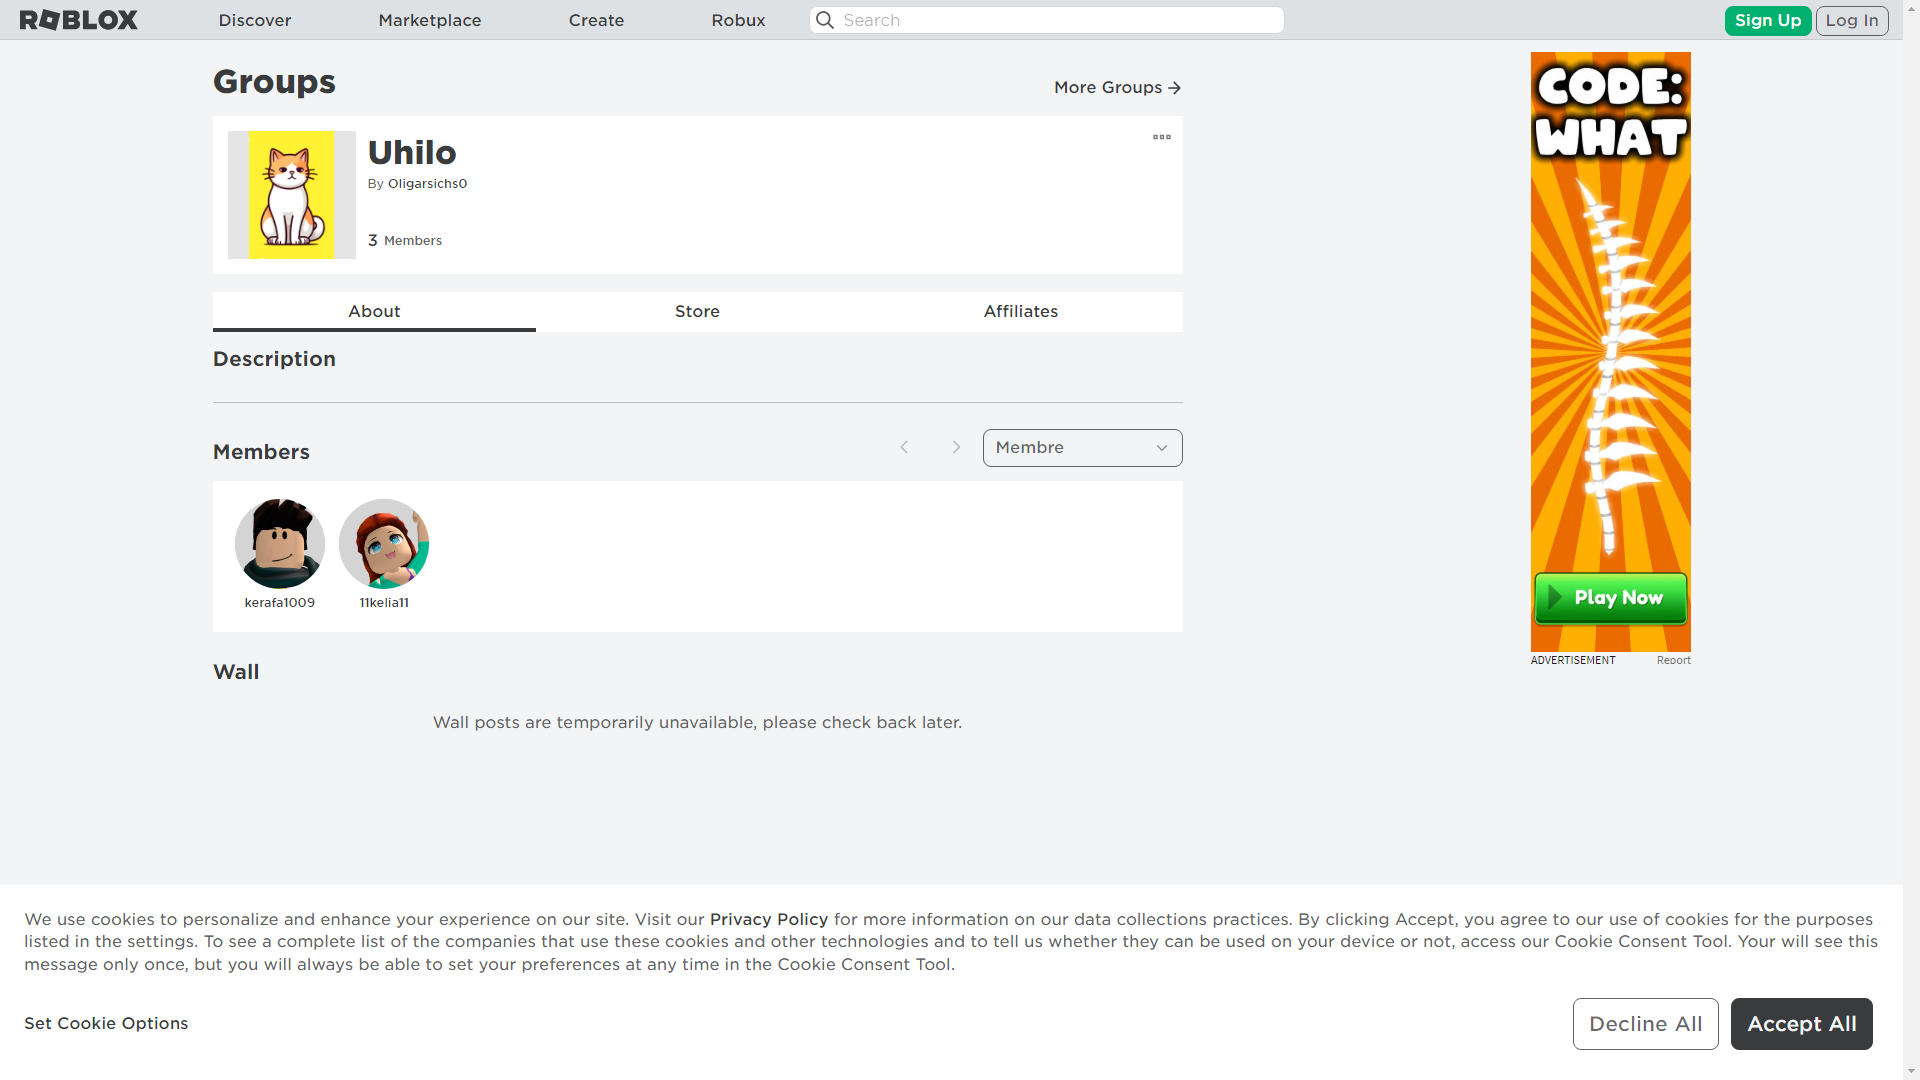 ROBLOX
Discover
Marketplace
Create
Robux
Search
Sign Up
Log In
Groups
More Groups
Uhilo
By Oligarsichs0
3 Members
About
Store
Affiliates
Description
Members
Membre
kerafa1009
11kelia11
Wall
Wall posts are temporarily unavailable, please check back later.
CODE:
WHAT
Play Now
ADVERTISEMENT
Report
We use cookies to personalize and enhance your experience on our site. Visit our Privacy Policy for more information on our data collections practices. By clicking Accept, you agree to our use of cookies for the purposes
listed in the settings. To see a complete list of the companies that use these cookies and other technologies and to tell us whether they can be used on your device or not, access our Cookie Consent Tool. Your will see this
message only once, but you will always be able to set your preferences at any time in the Cookie Consent Tool.
Set Cookie Options
Decline All
Accept All